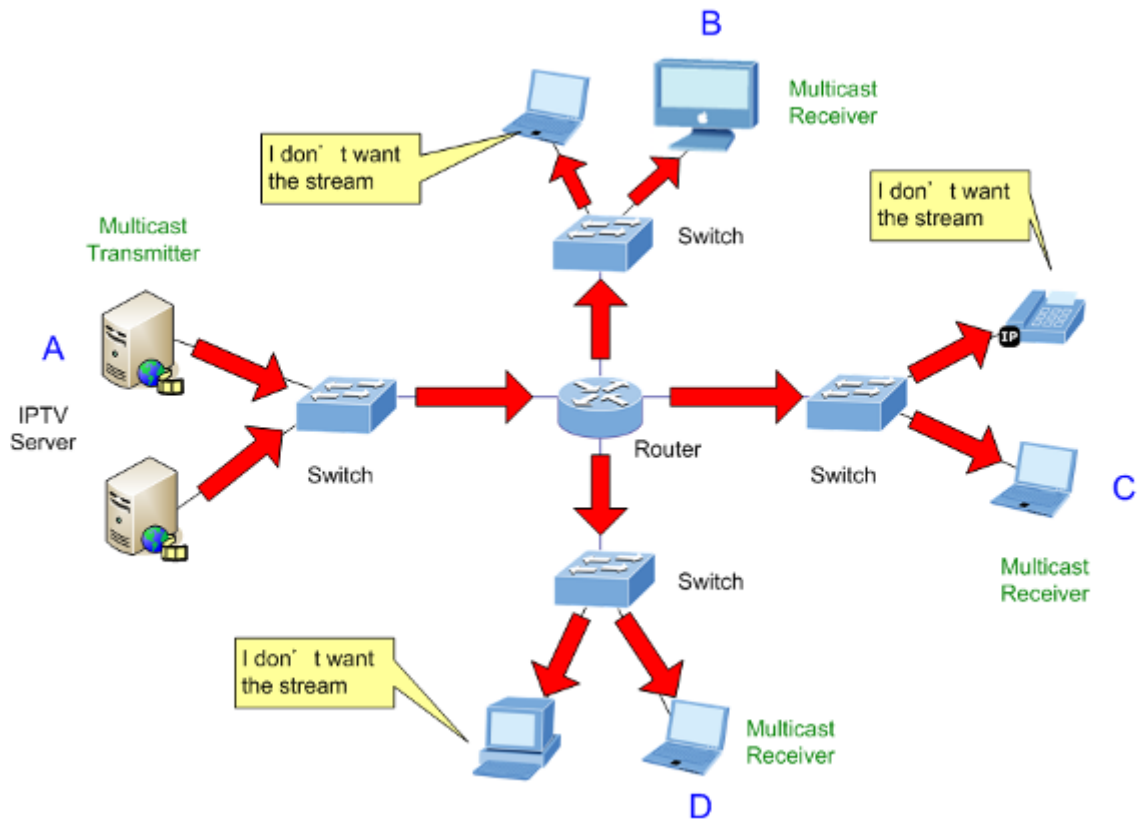 B
Multicast
Receiver
I don’t want
the stream
I don’t want
the stream
Switch
Multicast
Transmitter
A
IP
IPTV
Server
Switch
Router
Switch
C
Switch
Multicast
Receiver
I don’t want
the stream
Multicast
Receiver
D